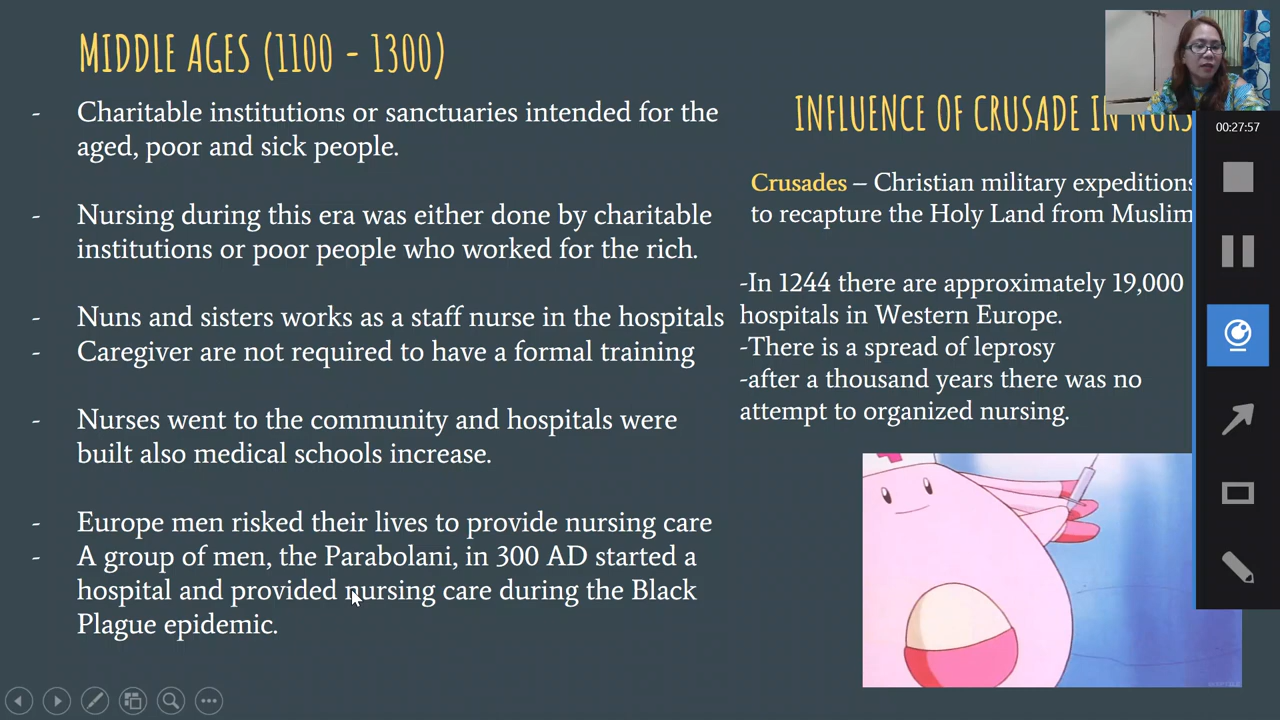 MIDDLE AGES (1100 - 1300)
- Charitable institutions or sanctuaries intended for the
aged, poor and sick people.
- Nursing during this era was either done by charitable
institutions or poor people who worked for the rich.
- Nuns and sisters works as a staff nurse in the hospitals
- Caregiver are not required to have a formal training
- Nurses went to the community and hospitals were
built also medical schools increase.
- Europe men risked their lives to provide nursing care
- A group of men, the Parabolani, in 300 AD started a
hospital and provided nursing care during the Black
Plague epidemic.
INFLUENCE OF CRUSADE IN NURS
Crusades – Christian military expeditions
to recapture the Holy Land from Muslim
-In 1244 there are approximately 19,000
hospitals in Western Europe.
-There is a spread of leprosy
-after a thousand years there was no
attempt to organized nursing.
00:27:57